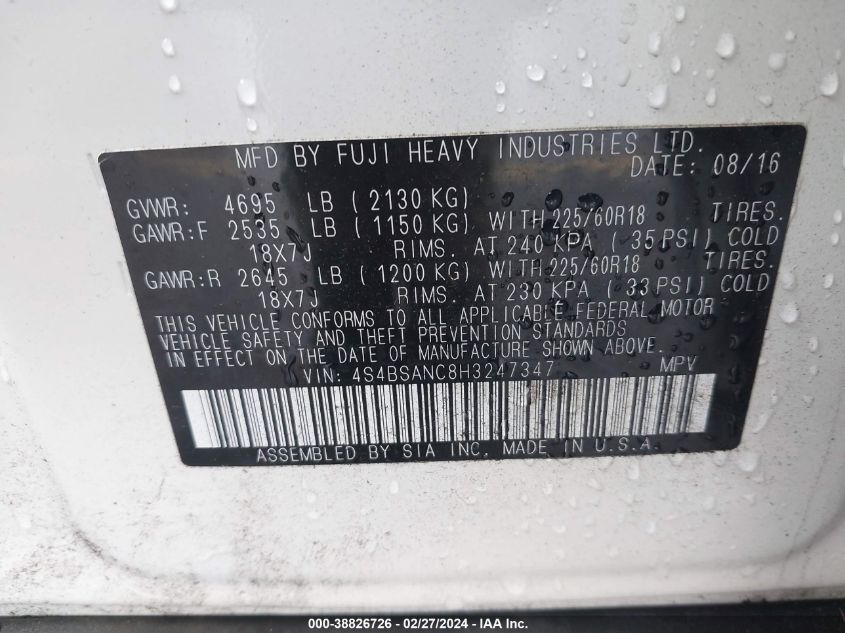 MFD BY FUJI HEAVY INDUSTRIES LTD.
DATE: 08/16
GVWR: 4695 LB ( 2130 KG)
GAWR:F 2535 LB ( 1150 KG) WITH 225/60R18 TIRES.
18X7J RIMS. AT 240 KPA ( 35 PSI) COLD
GAWR:R 2645 LB ( 1200 KG) WITH 225/60R18 TIRES.
18X7J RIMS. AT 230 KPA ( 33 PSI) COLD
THIS VEHICLE CONFORMS TO ALL APPLICABLE FEDERAL MOTOR
VEHICLE SAFETY AND THEFT PREVENTION STANDARDS
IN EFFECT ON THE DATE OF MANUFACTURE SHOWN ABOVE.
VIN: 4S4BSANC8H3247347 MPV
ASSEMBLED BY SIA INC. MADE IN U.S.A.
000-38826726 - 02/27/2024 - IAA Inc.